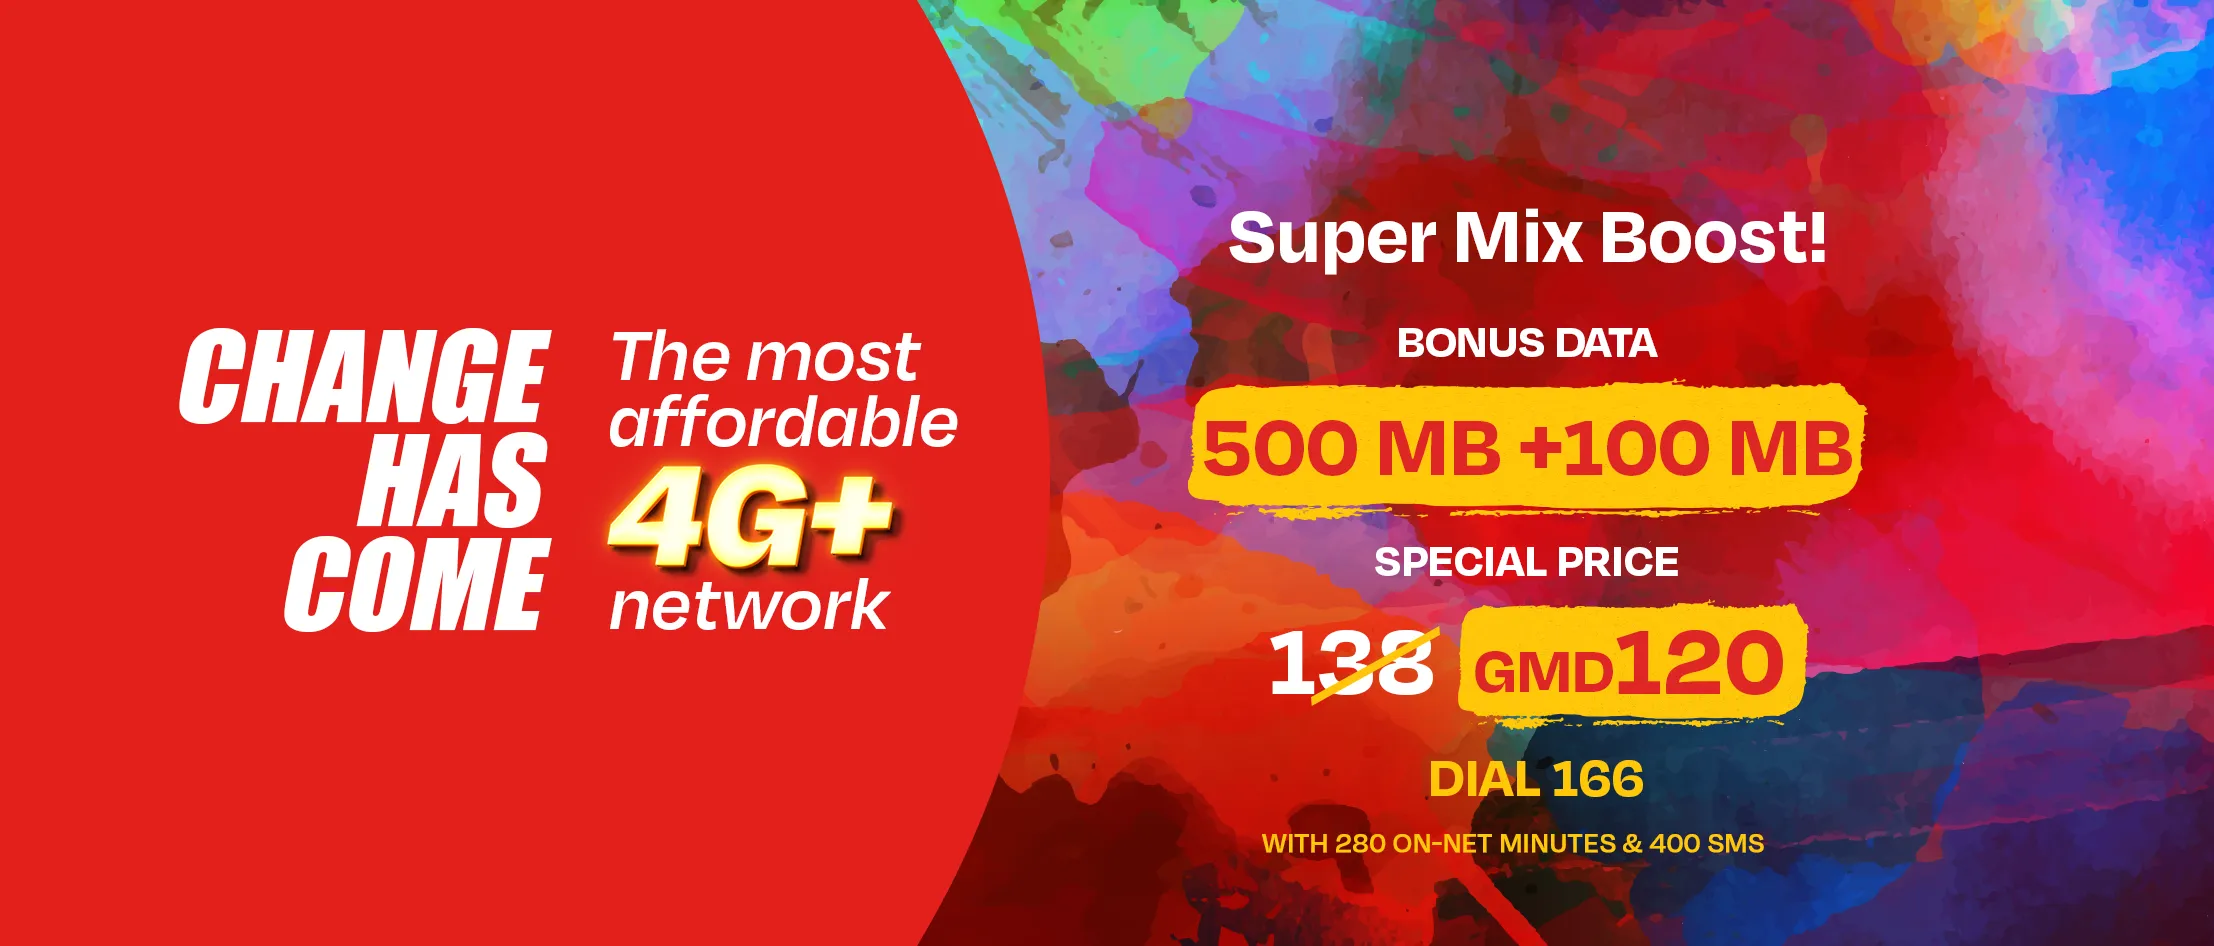 CHANGE
HAS
COME
The most
affordable
4G+
network
Super Mix Boost!
BONUS DATA
500 MB +100 MB
SPECIAL PRICE
138 GMD120
DIAL 166
WITH 280 ON-NET MINUTES & 400 SMS